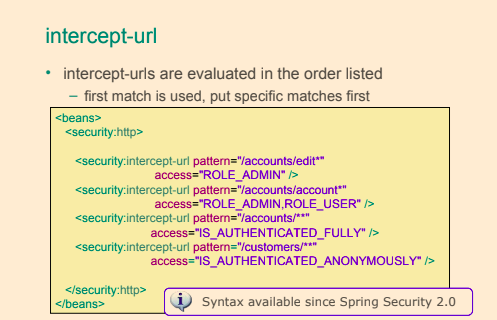 intercept-url
• intercept-urls are evaluated in the order listed
– first match is used, put specific matches first
<beans>
<security:http>
<security:intercept-url pattern="/accounts/edit*"
access="ROLE_ADMIN" />
<security:intercept-url pattern="/accounts/account*"
access="ROLE_ADMIN,ROLE_USER" />
<security:intercept-url pattern="/accounts/**"
access="IS_AUTHENTICATED_FULLY" />
<security:intercept-url pattern="/customers/**"
access="IS_AUTHENTICATED_ANONYMOUSLY" />
</security:http>
</beans>
Syntax available since Spring Security 2.0